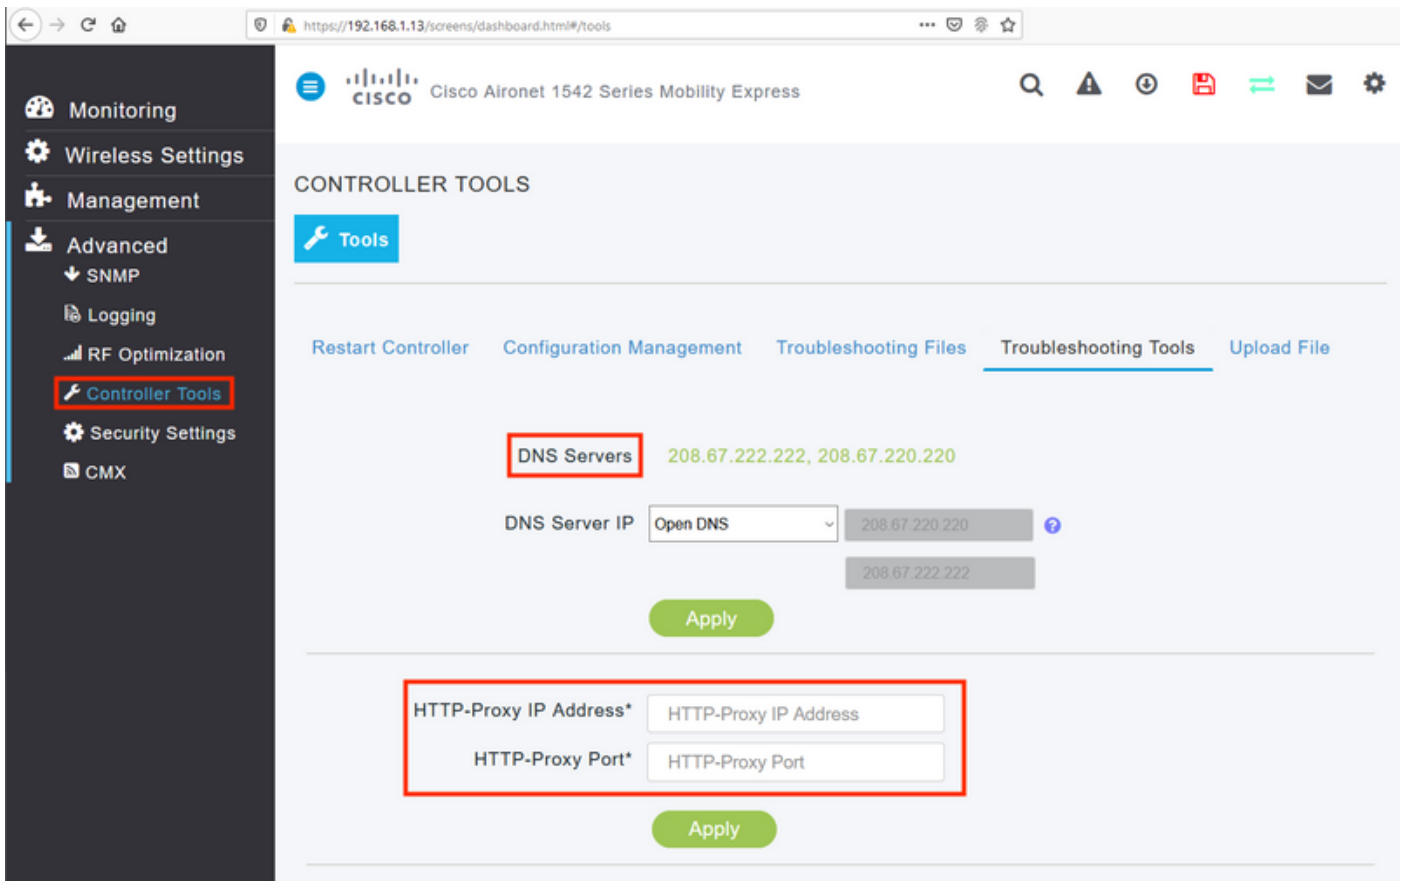 https://192.168.1.13/screens/dashboard.html#/tools
Monitoring
Wireless Settings
Management
Advanced
SNMP
Logging
RF Optimization
Controller Tools
Security Settings
CMX
CISCO
Cisco Aironet 1542 Series Mobility Express
CONTROLLER TOOLS
Tools
Restart Controller Configuration Management Troubleshooting Files Troubleshooting Tools Upload File
DNS Servers 208.67.222.222, 208.67.220.220
DNS Server IP Open DNS 208.67.220.220 ?
208.67.222.222
Apply
HTTP-Proxy IP Address* HTTP-Proxy IP Address
HTTP-Proxy Port* HTTP-Proxy Port
Apply